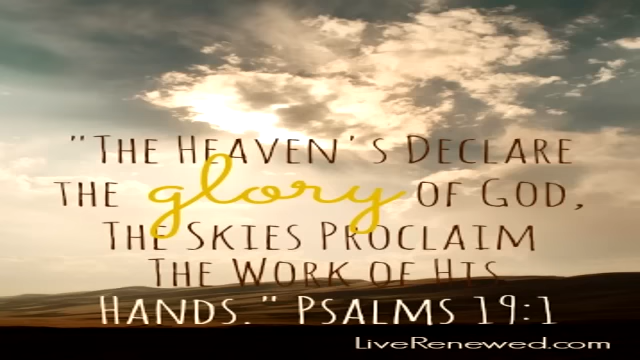 "The Heaven's Declare
the glory of God,
The Skies Proclaim
The Work of His
Hands." Psalms 19:1
LiveRenewed.com